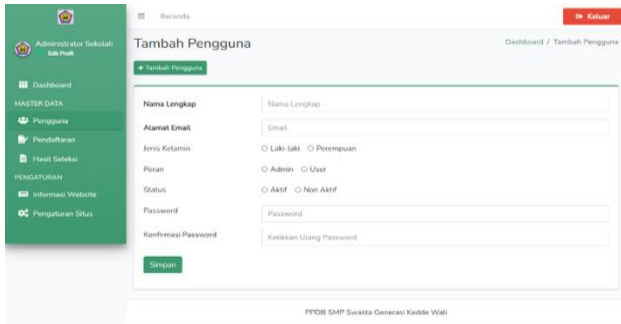 Beranda
Keluar
Administrator Sekolah
Edit Profil
Tambah Pengguna
Dashboard / Tambah Pengguna
+ Tambah Pengguna
Dashboard
MASTER DATA
Pengguna
Pendaftaran
Hasil Seleksi
PENGATURAN
Informasi Website
Pengaturan Situs
Nama Lengkap
Nama Lengkap
Alamat Email
Email
Jenis Kelamin
Laki-laki Perempuan
Peran
Admin User
Status
Aktif Non Aktif
Password
Password
Konfirmasi Password
Ketikkan Ulang Password
Simpan
PPDB SMP Swasta Generasi Kedde Wali